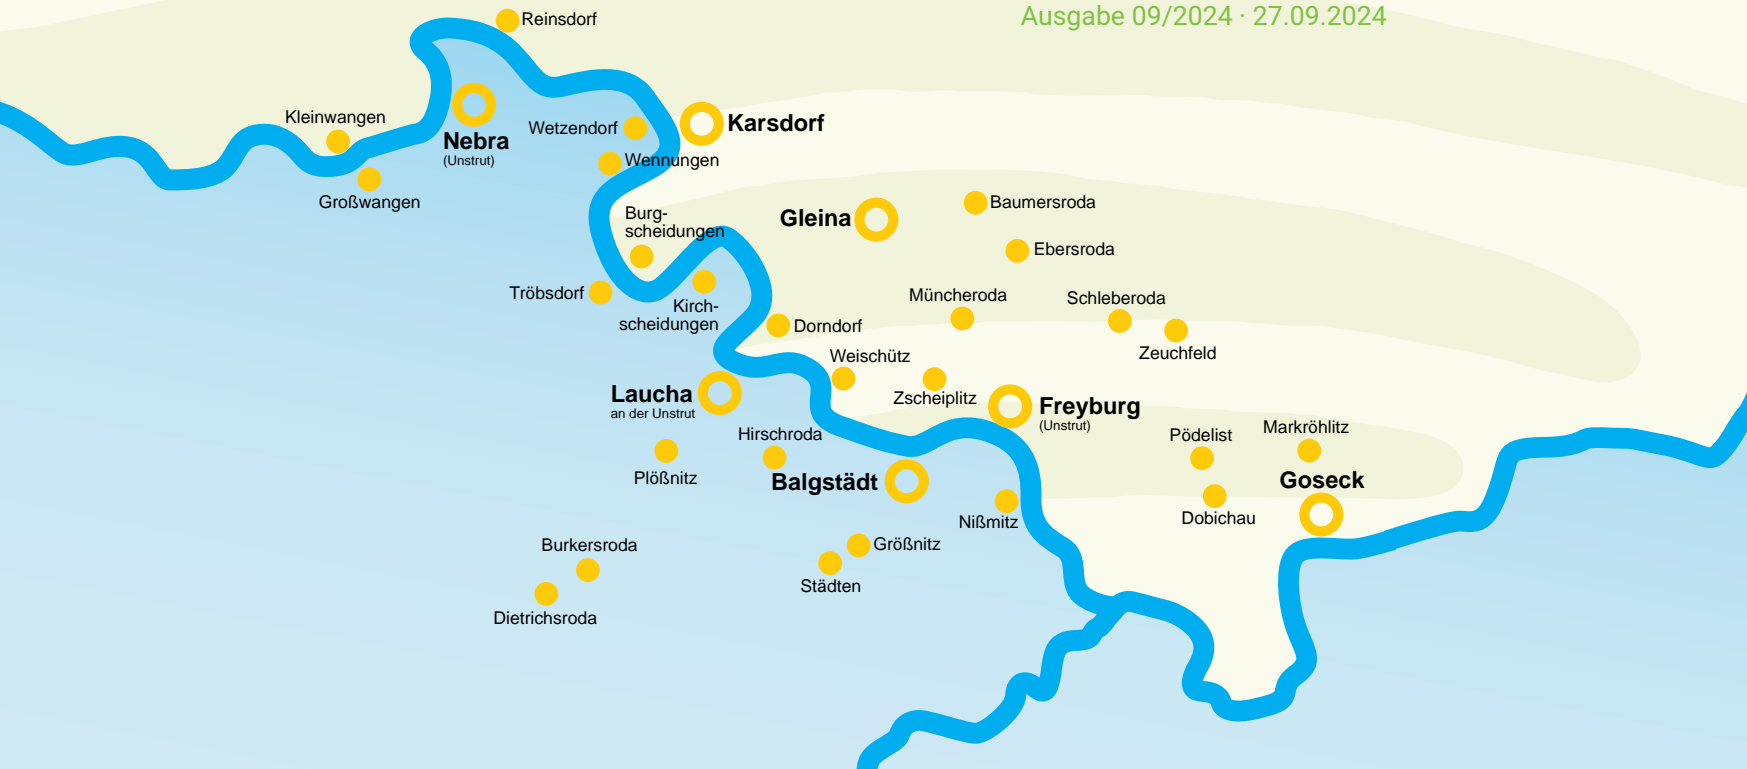 Ausgabe 09/2024 · 27.09.2024
Reinsdorf
Kleinwangen
Nebra
(Unstrut)
Wetzendorf
Karsdorf
Wennungen
Großwangen
Burg-
scheidungen
Gleina
Baumersroda
Ebersroda
Tröbsdorf
Kirch-
scheidungen
Müncheroda
Schleberoda
Dorndorf
Zeuchfeld
Weischütz
Laucha
an der Unstrut
Zscheiplitz
Freyburg
(Unstrut)
Hirschroda
Pödelist
Markröhlitz
Plößnitz
Balgstädt
Goseck
Nißmitz
Dobichau
Burkersroda
Größnitz
Städten
Dietrichsroda